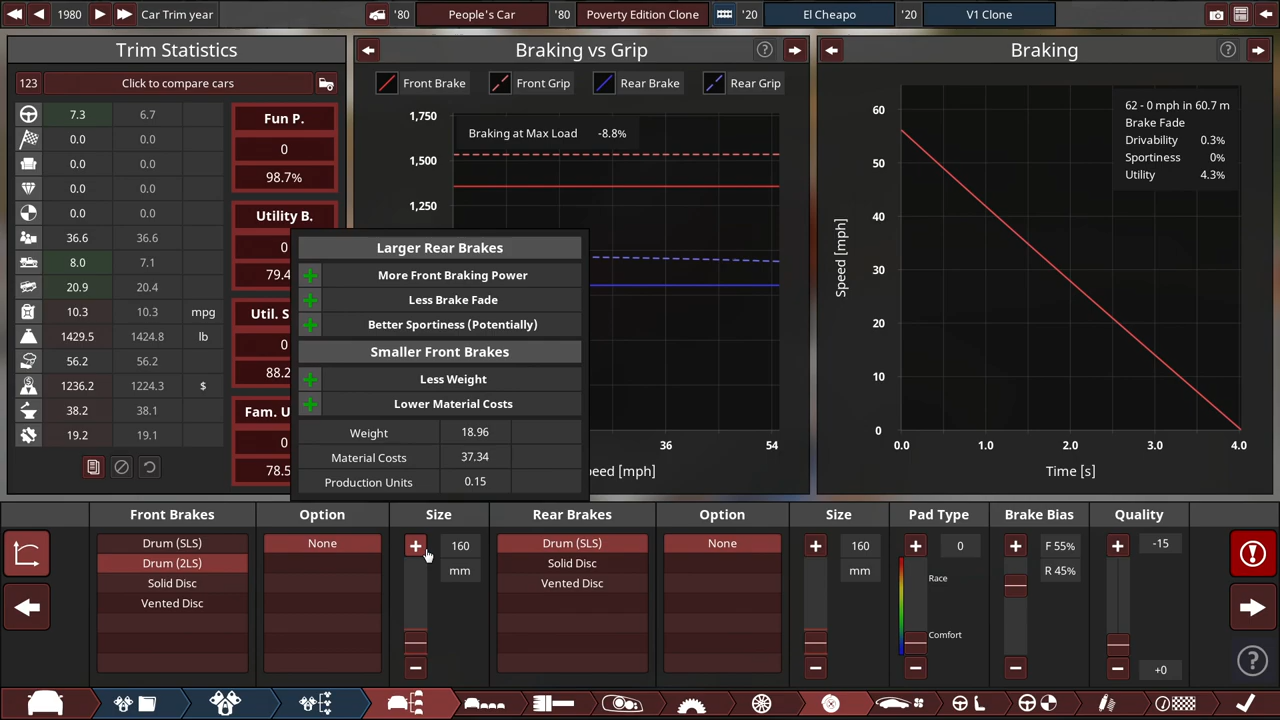 1980
Car Trim year
'80
People's Car
'80
Poverty Edition Clone
'20
El Cheapo
'20
V1 Clone
Trim Statistics
Braking vs Grip
?
Braking
?
123
Click to compare cars
Front Brake
Front Grip
Rear Brake
Rear Grip
7.3 6.7
0.0 0.0
0.0 0.0
0.0 0.0
0.0 0.0
36.6 36.6
8.0 7.1
20.9 20.4
10.3 10.3 mpg
1429.5 1424.8 lb
56.2 56.2
1236.2 1224.3 $
38.2 38.1
19.2 19.1
Fun P.
0
98.7%
Utility B.
0
79.4
Util. S
0
88.2
Fam. U
0
78.5
1,750
1,500
1,250
Braking at Max Load -8.8%
36
54
peed [mph]
Larger Rear Brakes
More Front Braking Power
Less Brake Fade
Better Sportiness (Potentially)
Smaller Front Brakes
Less Weight
Lower Material Costs
Weight 18.96
Material Costs 37.34
Production Units 0.15
62 - 0 mph in 60.7 m
Brake Fade
Drivability 0.3%
Sportiness 0%
Utility 4.3%
Speed [mph]
60
50
40
30
20
10
0
0.0 1.0 2.0 3.0 4.0
Time [s]
Front Brakes
Drum (SLS)
Drum (2LS)
Solid Disc
Vented Disc
Option
None
Size
160
mm
Rear Brakes
Drum (SLS)
Solid Disc
Vented Disc
Option
None
Size
160
mm
Pad Type
0
Race
Comfort
Brake Bias
F 55%
R 45%
Quality
-15
+0
?